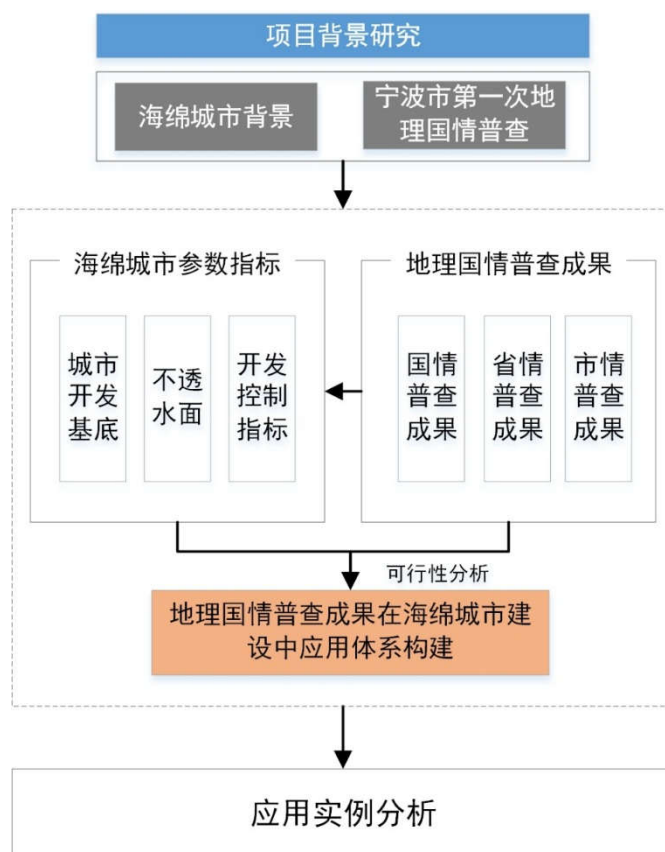 项目背景研究
海绵城市背景
宁波市第一次地
理国情普查
海绵城市参数指标
城市
开发
基底
不透
水面
开发
控制
指标
地理国情普查成果
国情
普查
成果
省情
普查
成果
市情
普查
成果
可行性分析
地理国情普查成果在海绵城市建
设中应用体系构建
应用实例分析